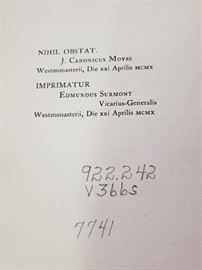 NIHIL OBSTAT.
J. CANONICUS MOYES
Westmonasterii, Die xxi Aprilis MCMX
IMPRIMATUR
EDMUNDUS SURMONT
Vicarius-Generalis
Westmonasterii, Die xxi Aprilis MCMX
922.242
V366s
7741